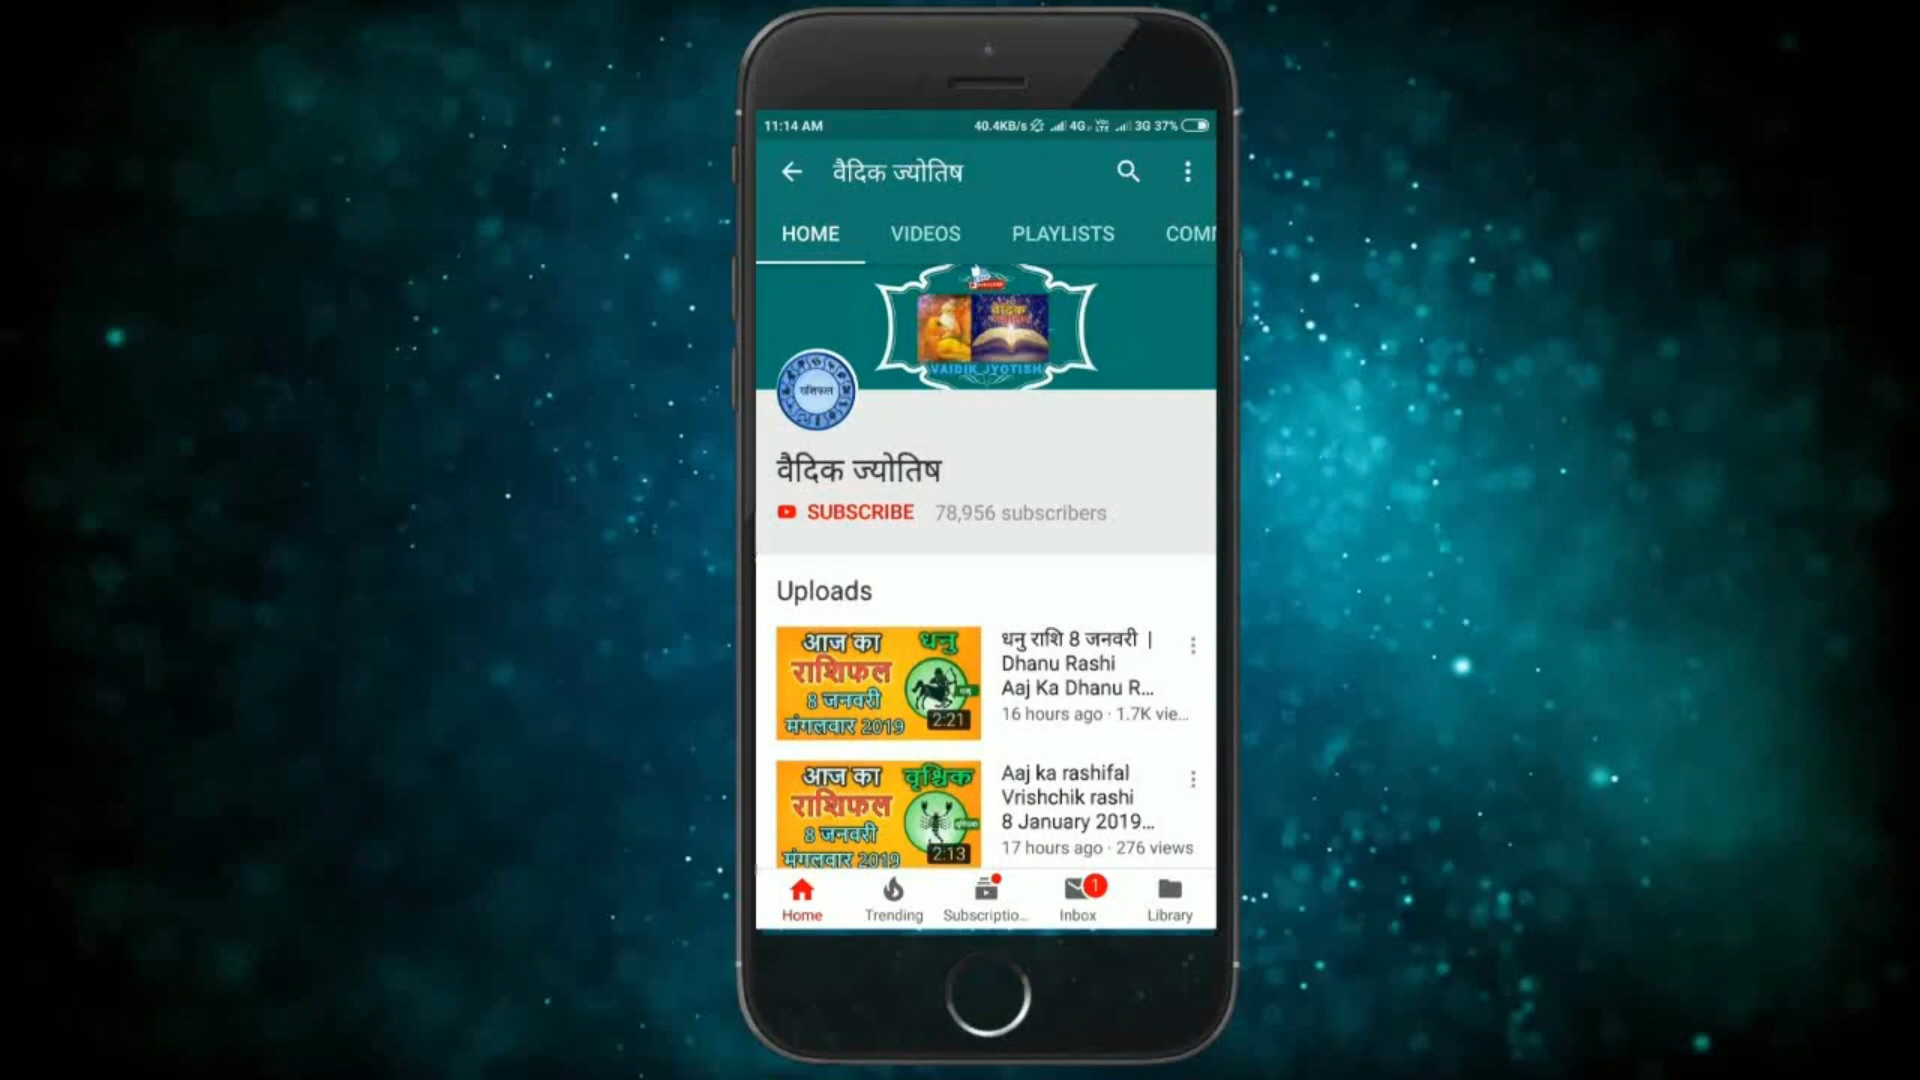 11:14 AM 40.4KB/s 4G VoLTE 3G 37%
वैदिक ज्योतिष
HOME VIDEOS PLAYLISTS COMM
वैदिक
VAIDIK JYOTISH
राशिफल
वैदिक ज्योतिष
SUBSCRIBE 78,956 subscribers
Uploads
आज का धनु
राशिफल
8 जनवरी
मंगलवार 2019
2:21
धनु राशि 8 जनवरी |
Dhanu Rashi
Aaj Ka Dhanu R...
16 hours ago · 1.7K vie...
आज का वृश्चिक
राशिफल
8 जनवरी
मंगलवार 2019
2:13
Aaj ka rashifal
Vrishchik rashi
8 January 2019...
17 hours ago · 276 views
1
Home Trending Subscriptio... Inbox Library